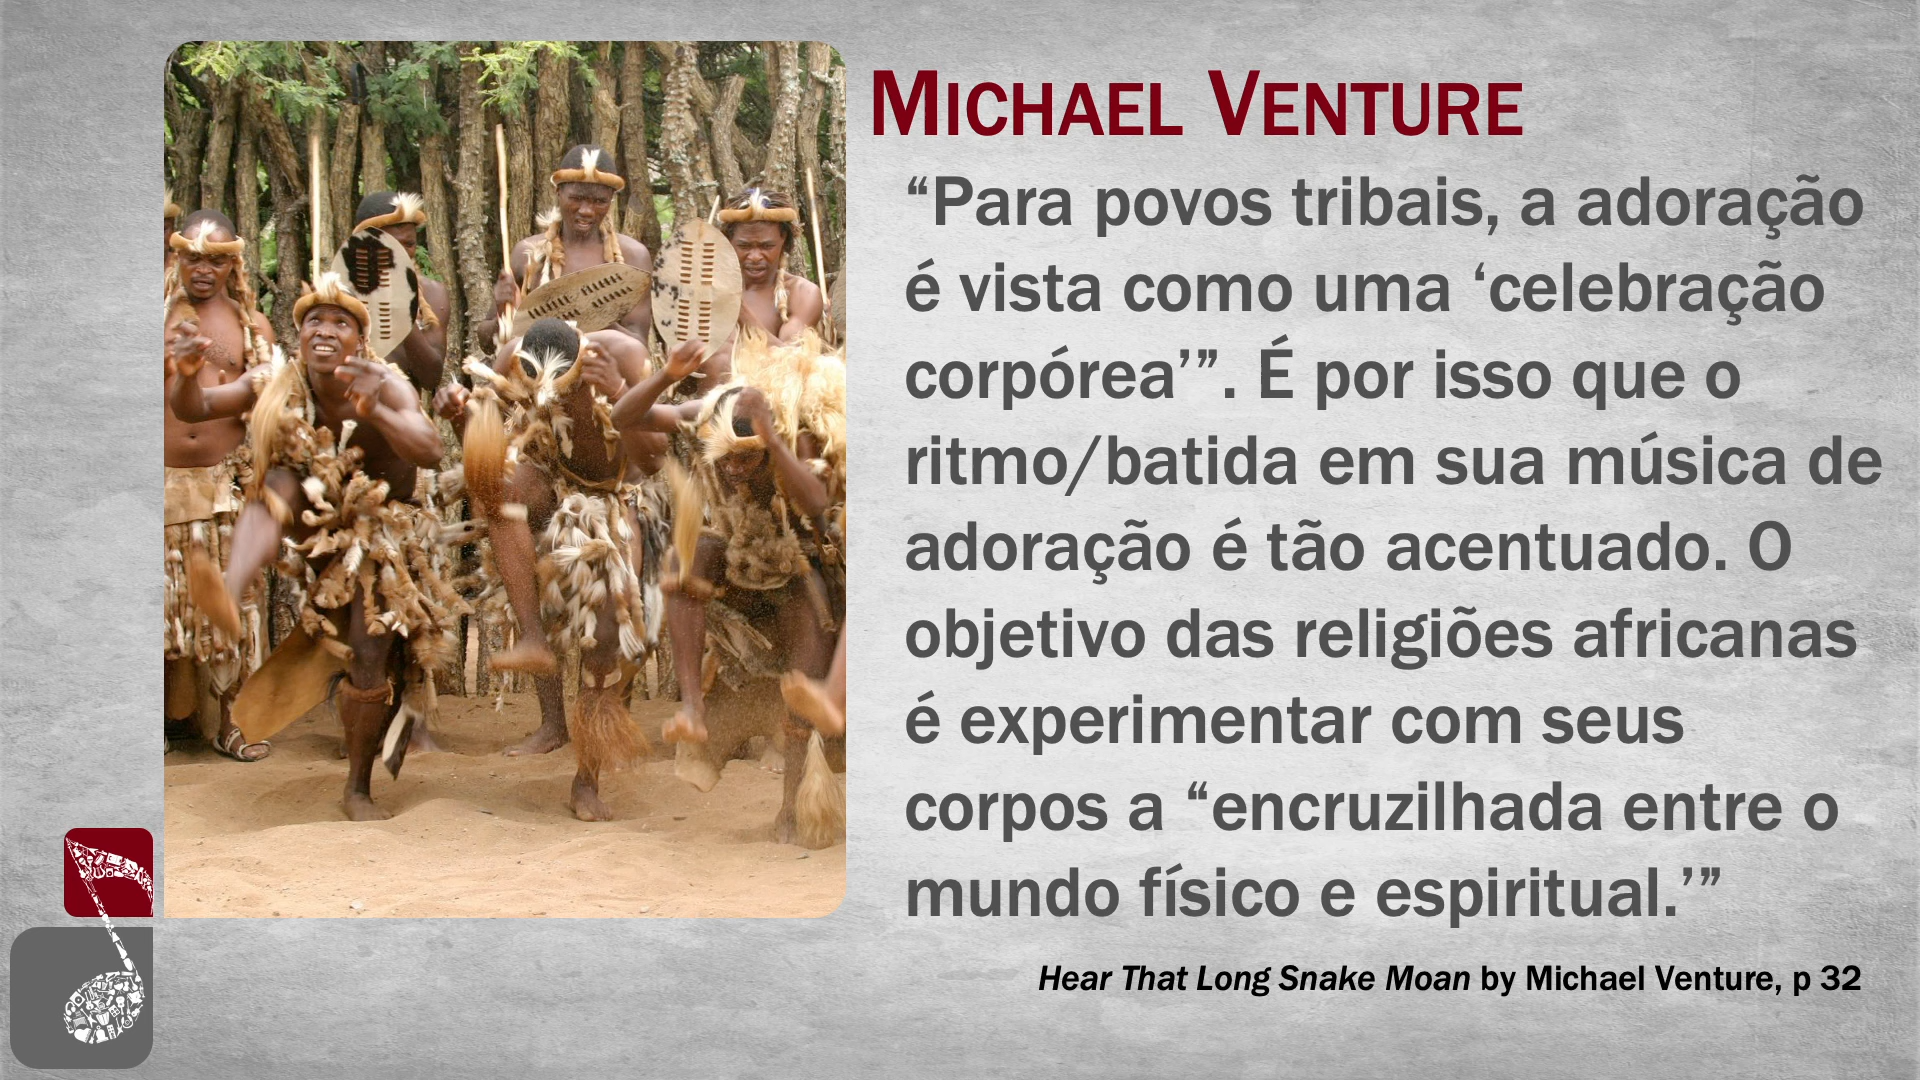 MICHAEL VENTURE
“Para povos tribais, a adoração
é vista como uma ‘celebração
corpórea’”. É por isso que o
ritmo/batida em sua música de
adoração é tão acentuado. O
objetivo das religiões africanas
é experimentar com seus
corpos a “encruzilhada entre o
mundo físico e espiritual.’”
Hear That Long Snake Moan by Michael Venture, p 32